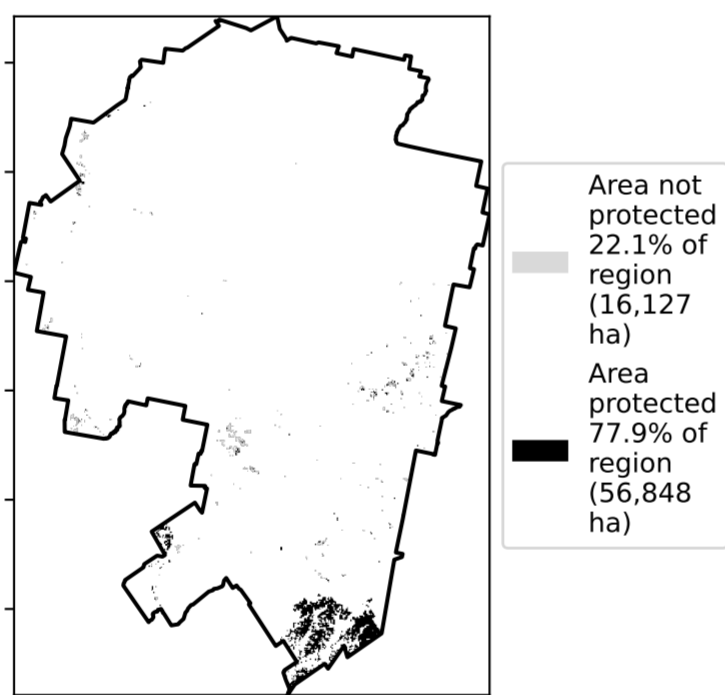 Area not
protected
22.1% of
region
(16,127
ha)
Area
protected
77.9% of
region
(56,848
ha)